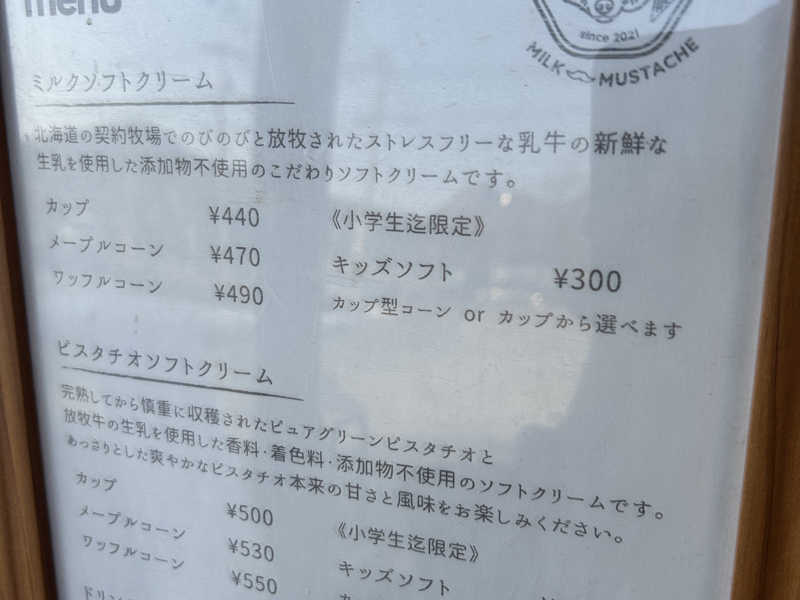 menu
since 2021
MILK MUSTACHE
ミルクソフトクリーム
北海道の契約牧場でのびのびと放牧されたストレスフリーな乳牛の新鮮な
生乳を使用した添加物不使用のこだわりソフトクリームです。
カップ ¥440
メープルコーン ¥470
ワッフルコーン ¥490
《小学生迄限定》
キッズソフト ¥300
カップ型コーン or カップから選べます
ピスタチオソフトクリーム
完熟してから慎重に収穫されたピュアグリーンピスタチオと
放牧牛の生乳を使用した香料・着色料・添加物不使用のソフトクリームです。
あっさりとした爽やかなピスタチオ本来の甘さと風味をお楽しみください。
カップ ¥500
メープルコーン ¥530
ワッフルコーン ¥550
《小学生迄限定》
キッズソフト